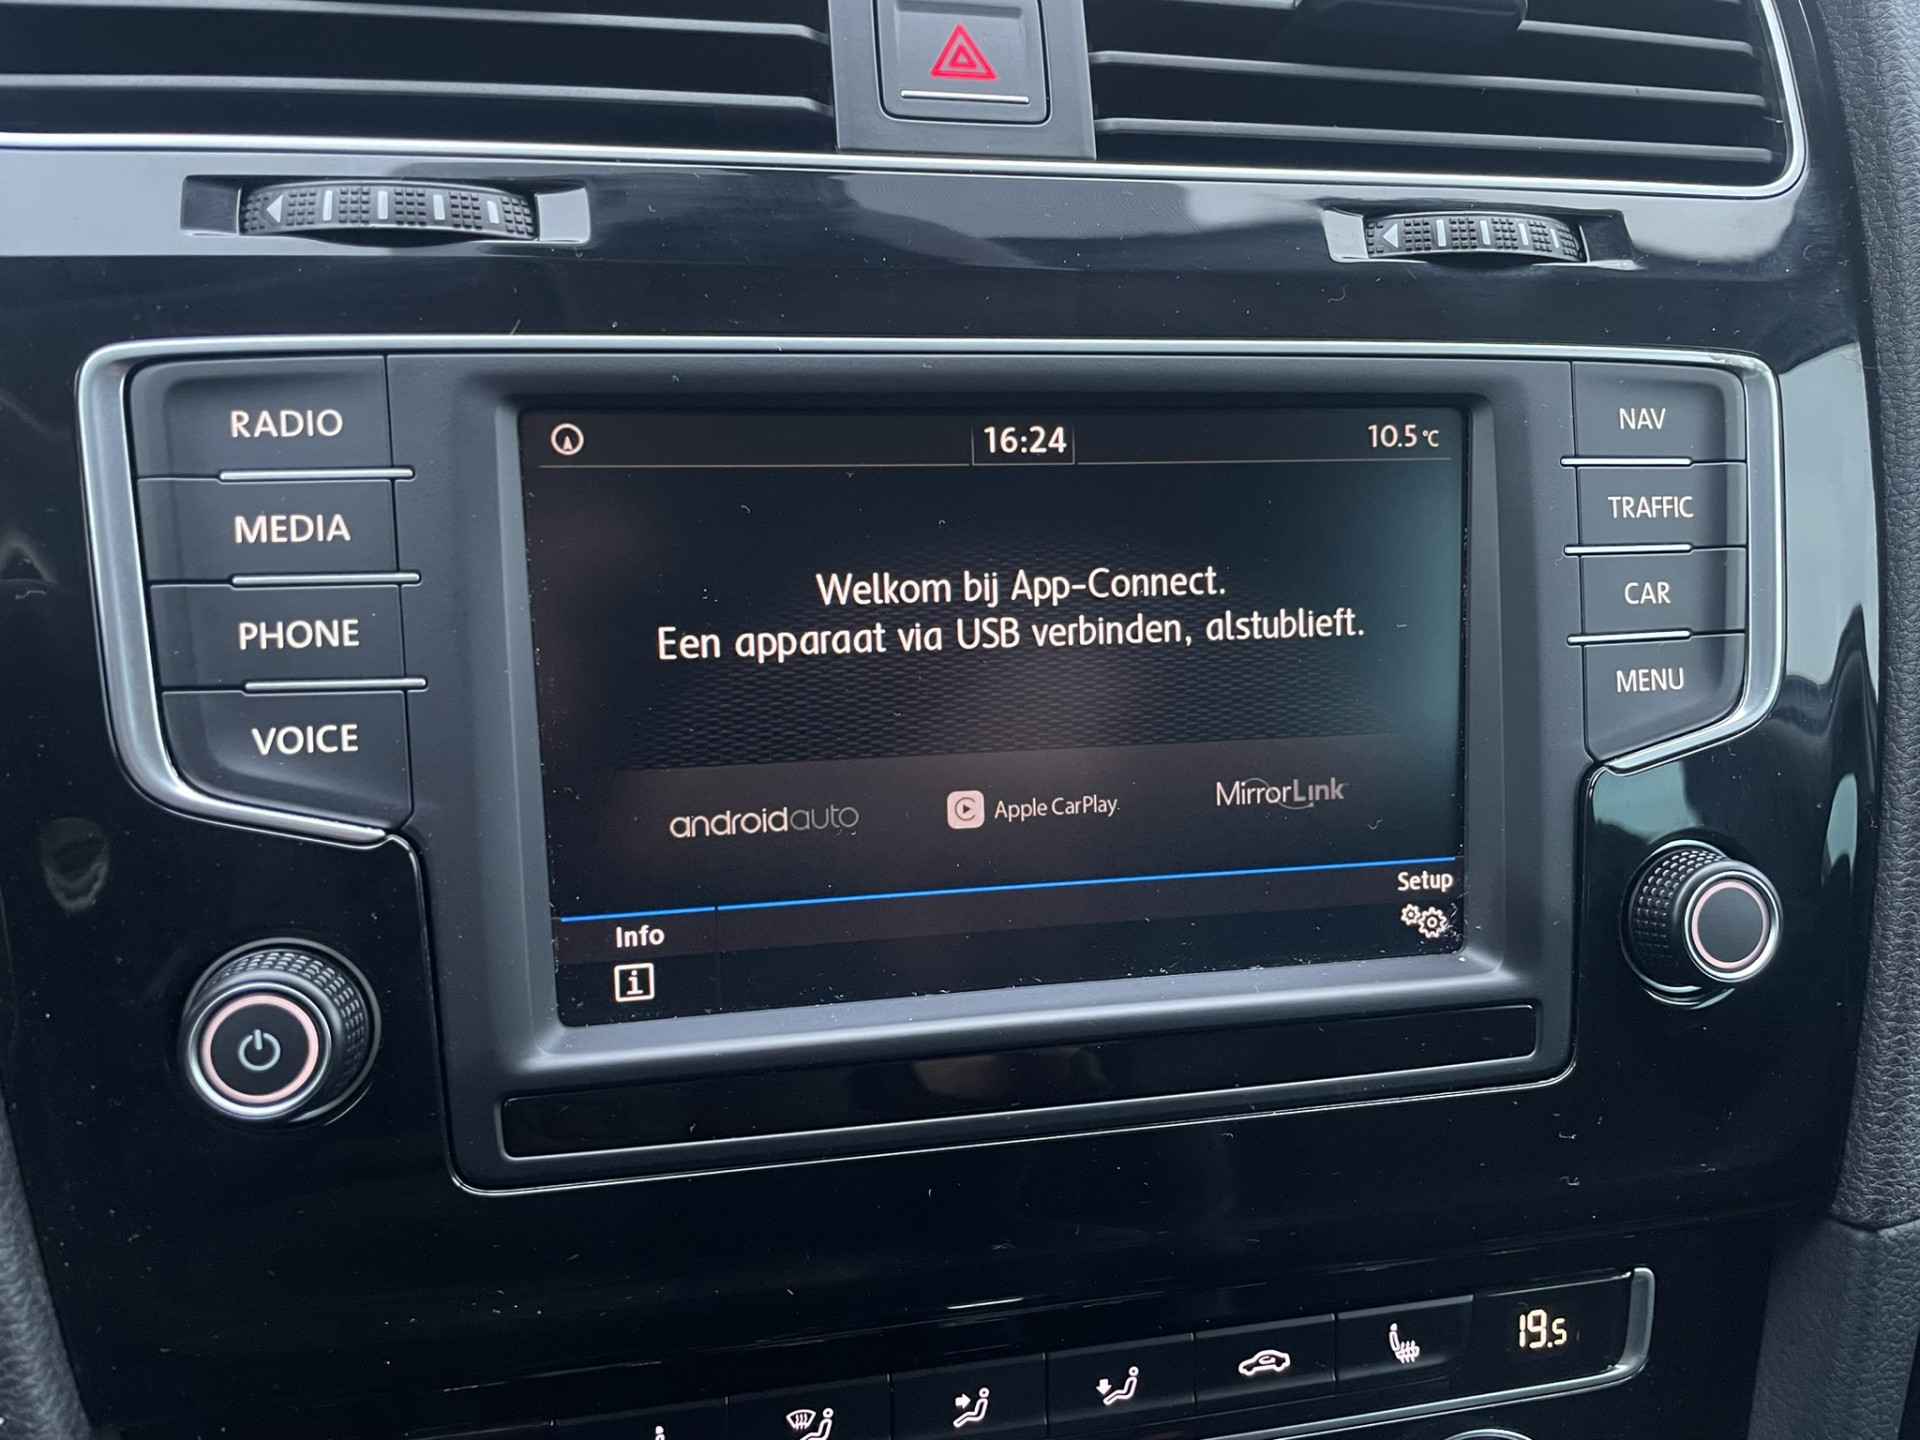 RADIO
MEDIA
PHONE
VOICE
16:24
10.5 °C
Welkom bij App-Connect.
Een apparaat via USB verbinden, alstublieft.
androidauto
Apple CarPlay
MirrorLink
Info
i
Setup
NAV
TRAFFIC
CAR
MENU
19.5